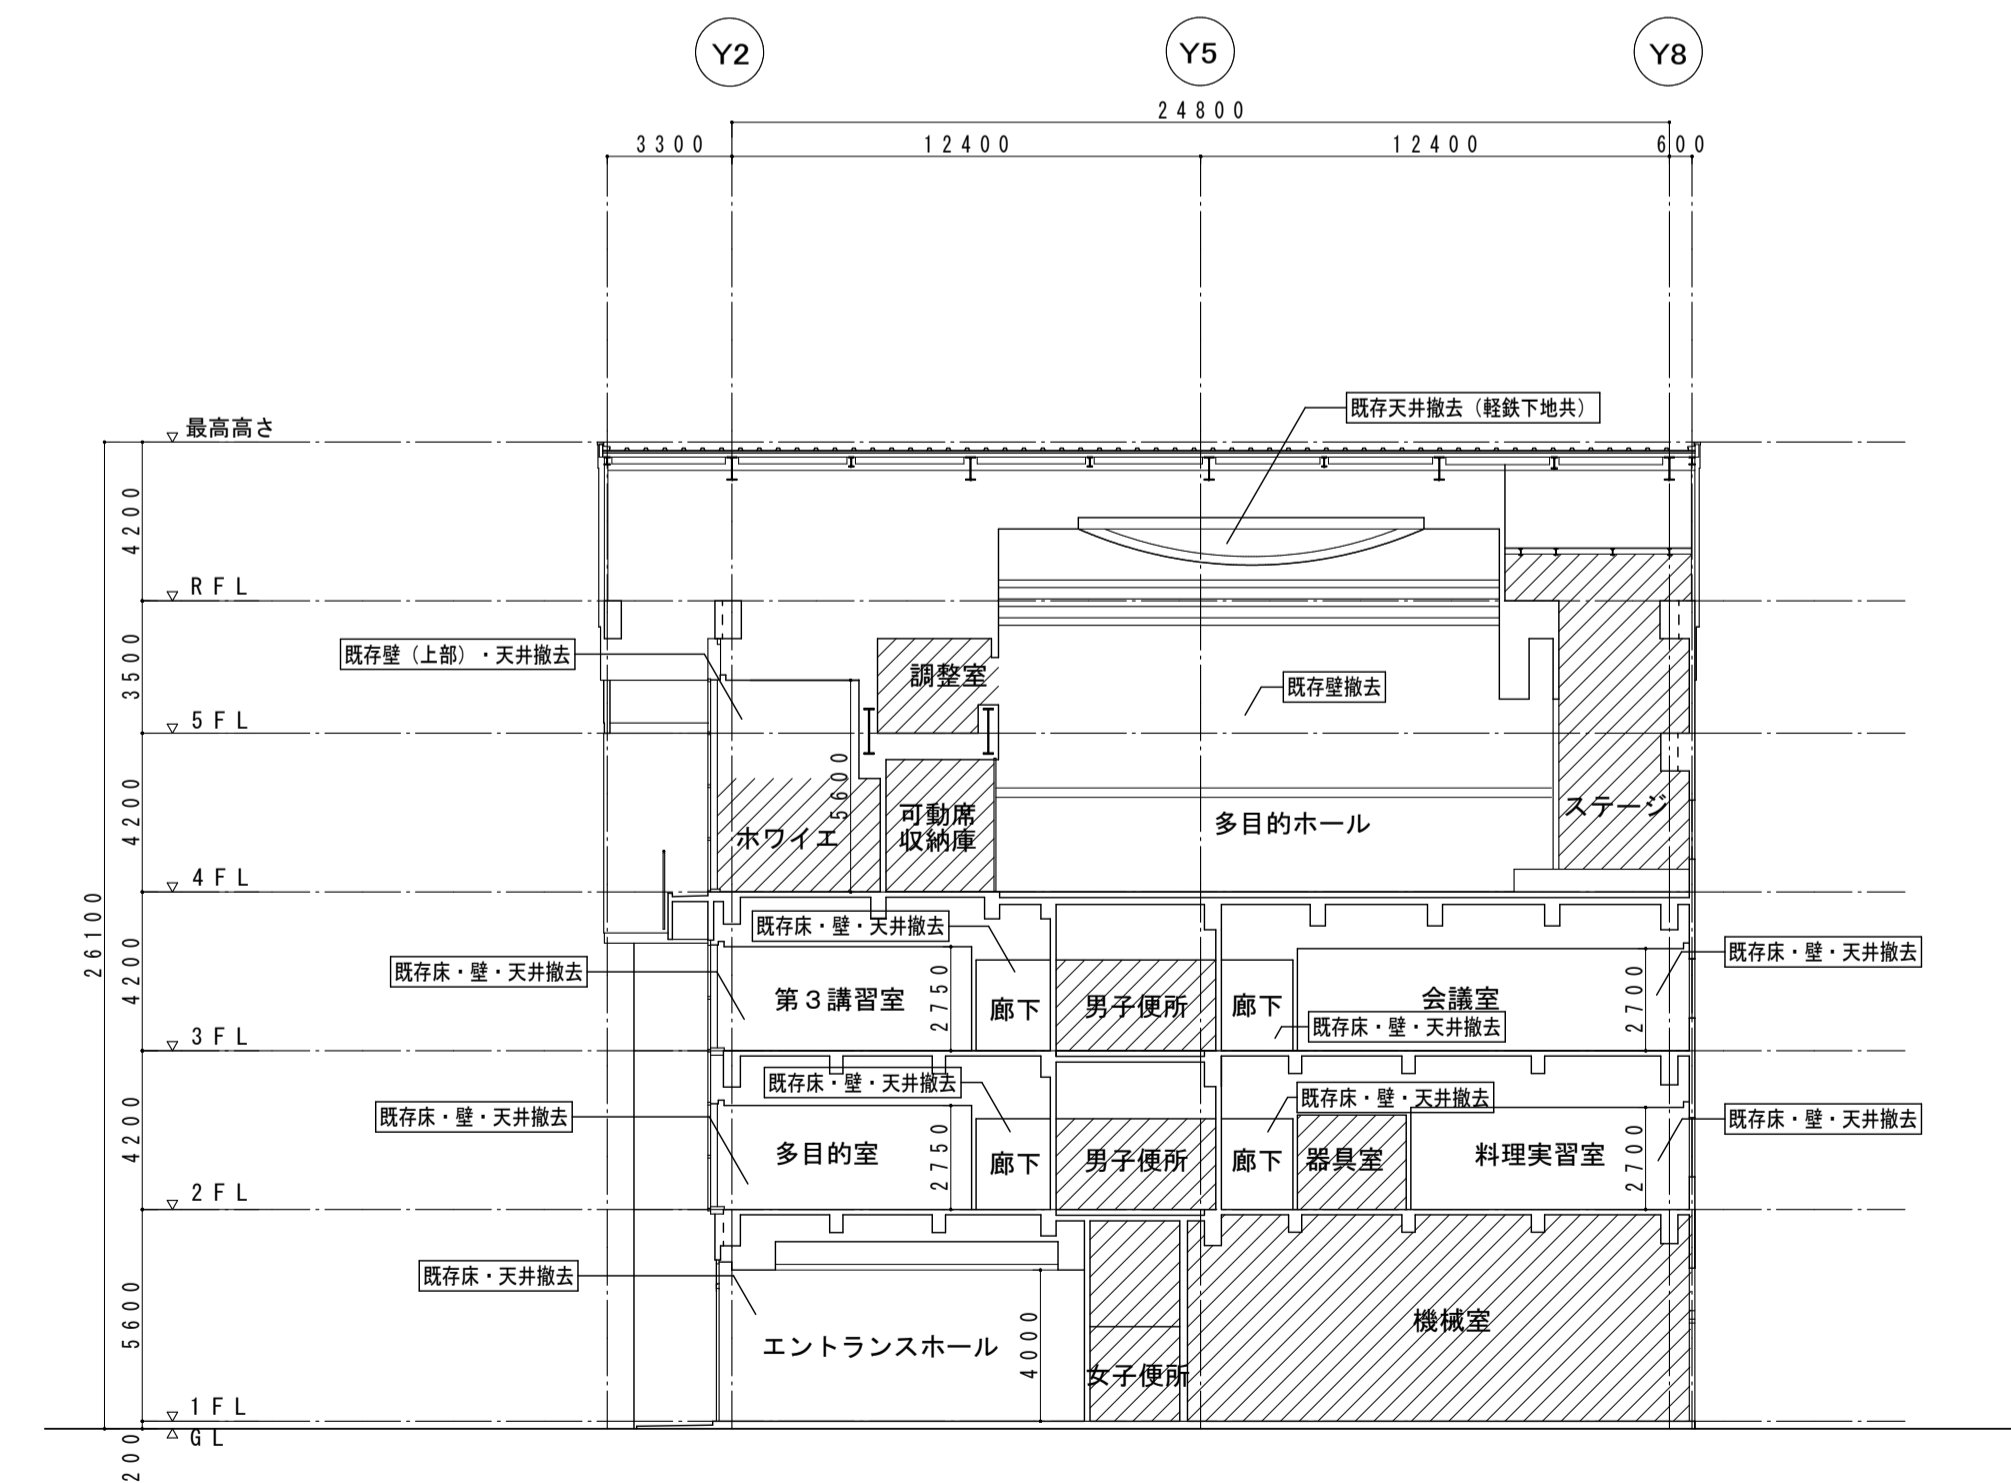 Y2
Y5
Y8
24800
3300
12400
12400
600
既存天井撤去（軽鉄下地共）
最高高さ
4200
RFL
3500
既存壁（上部）・天井撤去
調整室
既存壁撤去
5FL
4200
5600
ホワイエ
可動席
収納庫
多目的ホール
ステージ
4FL
26100
4200
既存床・壁・天井撤去
既存床・壁・天井撤去
既存床・壁・天井撤去
第３講習室
2750
廊下
男子便所
廊下
会議室
2700
既存床・壁・天井撤去
3FL
4200
既存床・壁・天井撤去
既存床・壁・天井撤去
既存床・壁・天井撤去
既存床・壁・天井撤去
多目的室
2750
廊下
男子便所
廊下
器具室
料理実習室
2700
2FL
5600
既存床・天井撤去
エントランスホール
4000
女子便所
機械室
1FL
GL
200